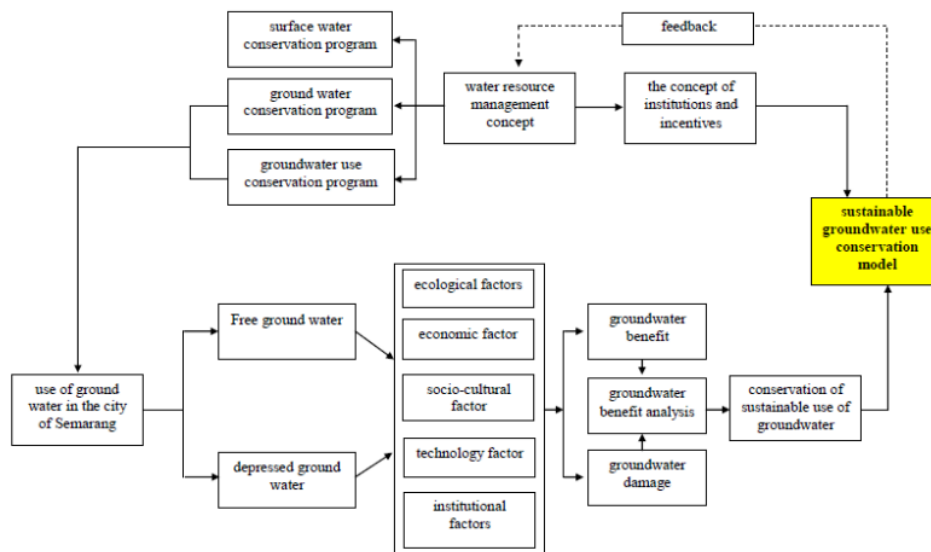 surface water
conservation program
feedback
ground water
conservation program
water resource
management
concept
the concept of
institutions and
incentives
groundwater use
conservation program
sustainable
groundwater use
conservation
model
ecological factors
Free ground water
economic factor
groundwater
benefit
use of ground
water in the city
of Semarang
socio-cultural
factor
groundwater
benefit analysis
conservation of
sustainable use of
groundwater
depressed ground
water
technology factor
groundwater
damage
institutional
factors